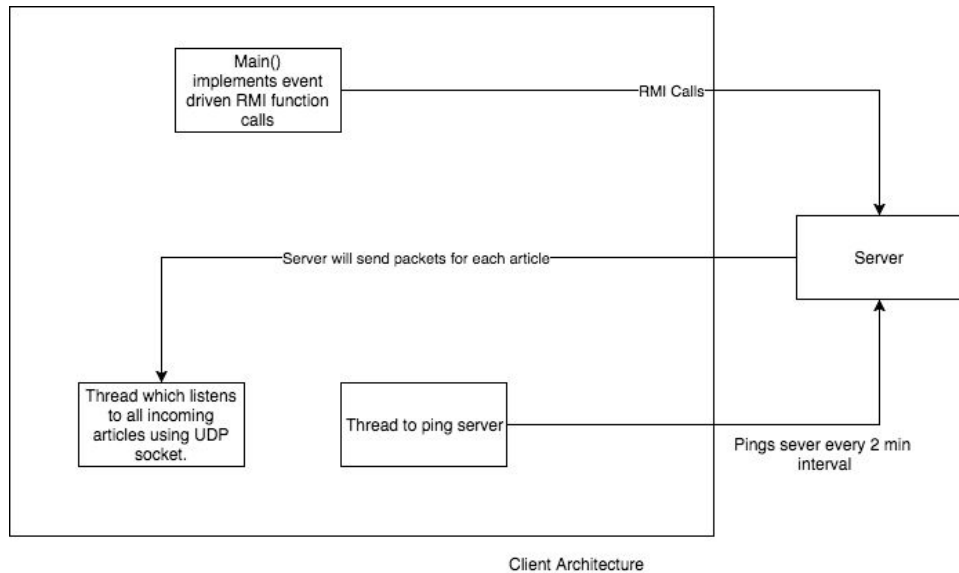 Main()
implements event
driven RMI function
calls
RMI Calls
Server will send packets for each article
Server
Thread which listens
to all incoming
articles using UDP
socket.
Thread to ping server
Pings sever every 2 min
interval
Client Architecture